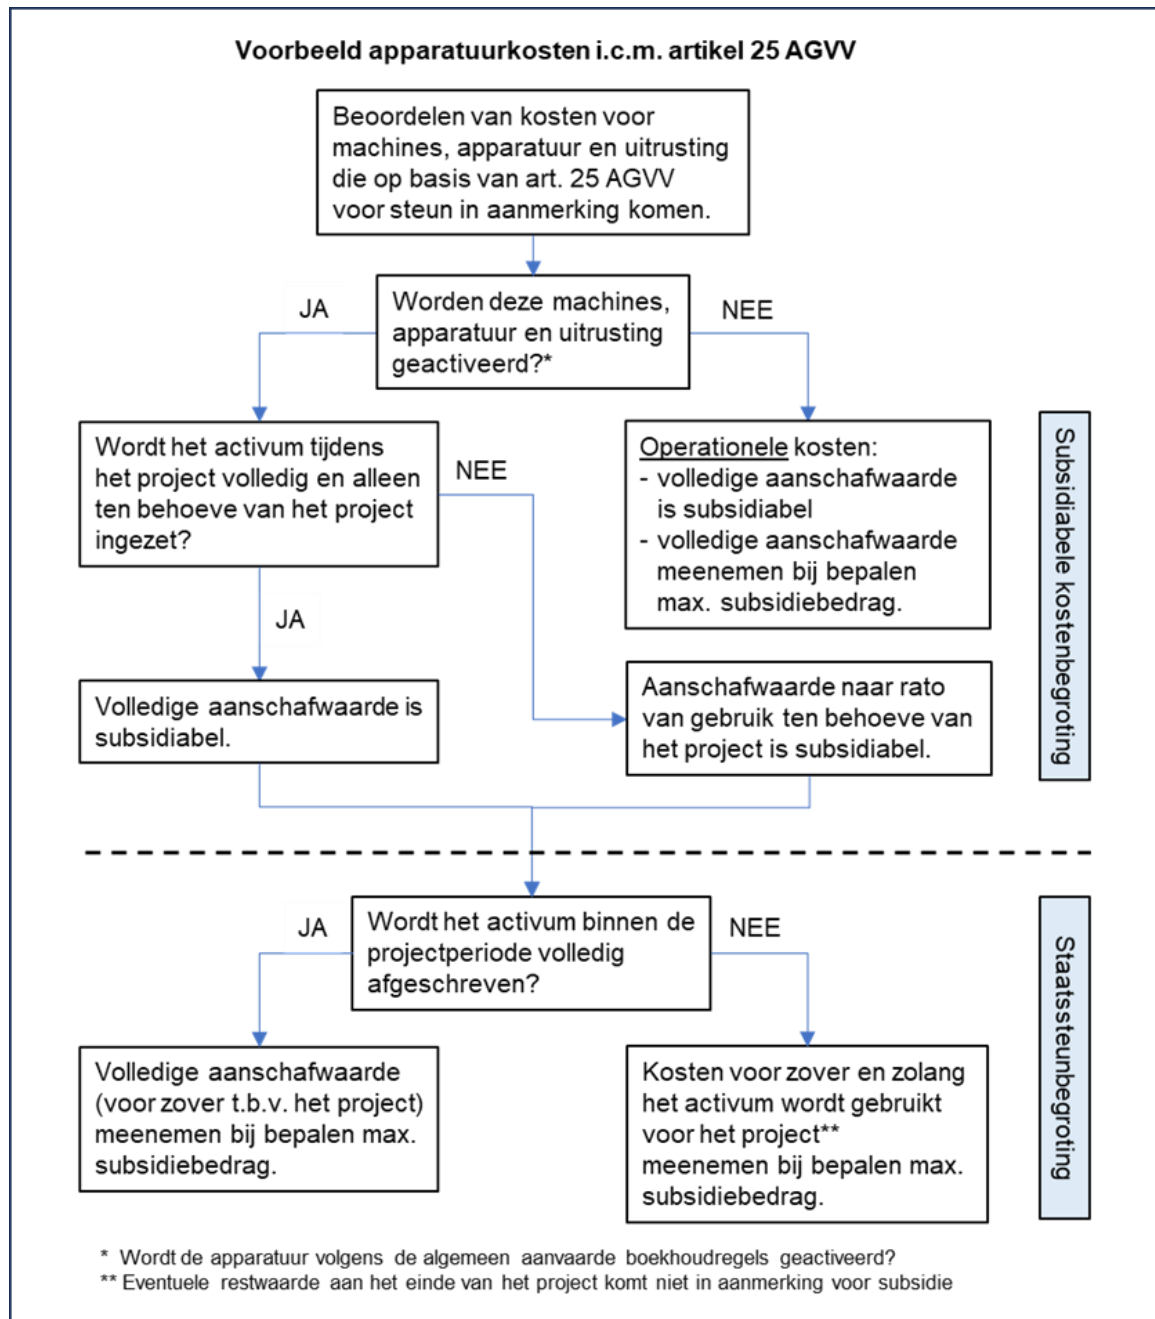 Voorbeeld apparatuurkosten i.c.m. artikel 25 AGVV
Beoordelen van kosten voor
machines, apparatuur en uitrusting
die op basis van art. 25 AGVV
voor steun in aanmerking komen.
JA
Worden deze machines,
apparatuur en uitrusting
geactiveerd?*
NEE
Wordt het activum tijdens
het project volledig en alleen
ten behoeve van het project
ingezet?
NEE
Operationele kosten:
- volledige aanschafwaarde
is subsidiabel
- volledige aanschafwaarde
meenemen bij bepalen
max. subsidiebedrag.
JA
Volledige aanschafwaarde is
subsidiabel.
Aanschafwaarde naar rato
van gebruik ten behoeve van
het project is subsidiabel.
Subsidiabele kostenbegroting
JA
Wordt het activum binnen de
projectperiode volledig
afgeschreven?
NEE
Volledige aanschafwaarde
(voor zover t.b.v. het project)
meenemen bij bepalen max.
subsidiebedrag.
Kosten voor zover en zolang
het activum wordt gebruikt
voor het project**
meenemen bij bepalen max.
subsidiebedrag.
Staatssteunbegroting
* Wordt de apparatuur volgens de algemeen aanvaarde boekhoudregels geactiveerd?
** Eventuele restwaarde aan het einde van het project komt niet in aanmerking voor subsidie